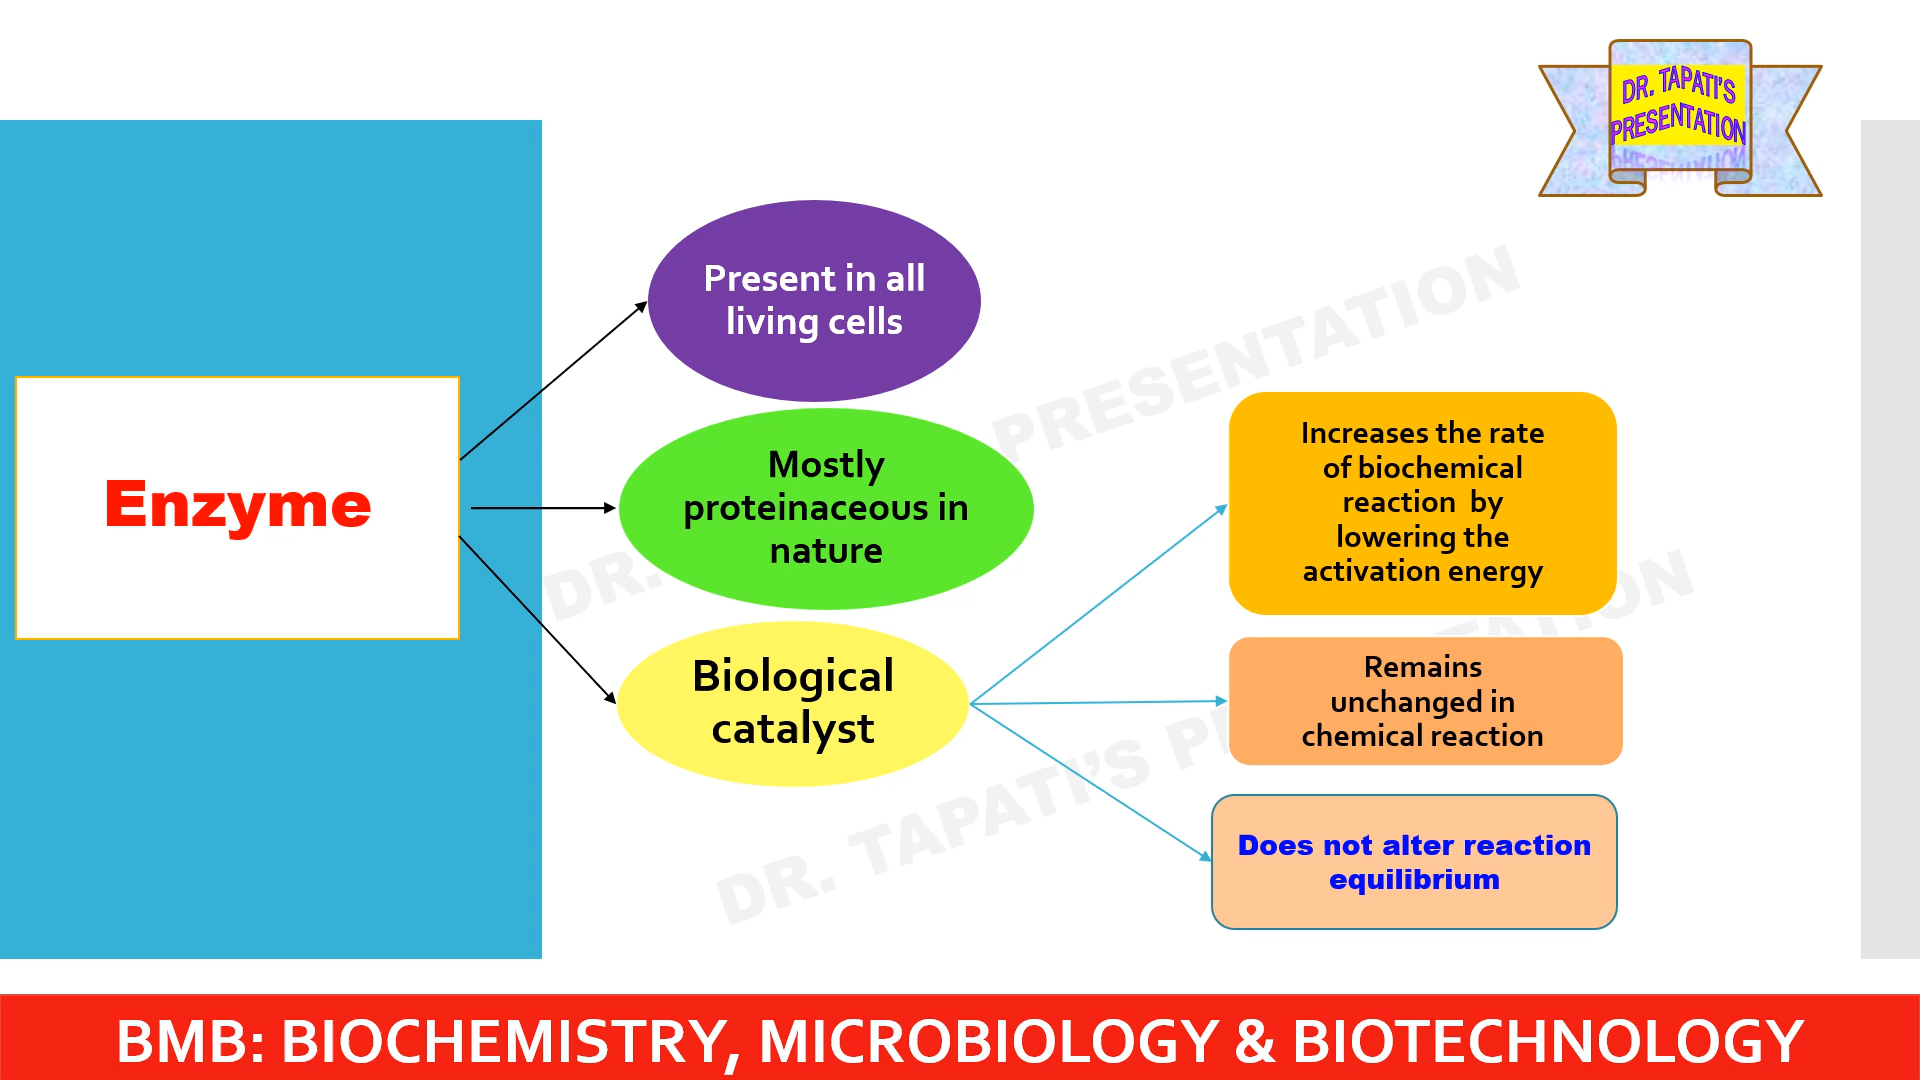 DR. TAPATI'S
PRESENTATION
Enzyme
Present in all
living cells
Mostly
proteinaceous in
nature
Biological
catalyst
Increases the rate
of biochemical
reaction by
lowering the
activation energy
Remains
unchanged in
chemical reaction
Does not alter reaction
equilibrium
DR. PRESENTATION
DR. TAPATI’S
BMB: BIOCHEMISTRY, MICROBIOLOGY & BIOTECHNOLOGY